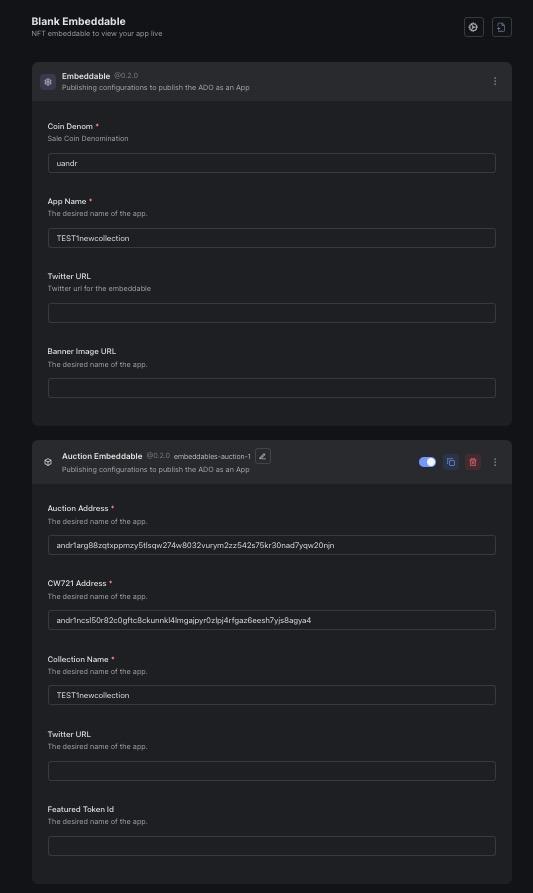 Blank Embeddable
NFT embeddable to view your app live
Embeddable @0.2.0
Publishing configurations to publish the ADO as an App
Coin Denom *
Sale Coin Denomination
uandr
App Name *
The desired name of the app.
TEST1newcollection
Twitter URL
Twitter url for the embeddable
Banner Image URL
The desired name of the app.
Auction Embeddable @0.2.0 embeddables-auction-1
Publishing configurations to publish the ADO as an App
Auction Address *
The desired name of the app.
andr1arg88zqtxppmzy5tlsqw274w8032vurym2zz542s75kr30nad7yqw20njn
CW721 Address *
The desired name of the app.
andr1ncsl50r82c0gftc8ckunnkl4lmgajpyr0zlpj4rfgaz6eesh7yjs8agya4
Collection Name *
The desired name of the app.
TEST1newcollection
Twitter URL
The desired name of the app.
Featured Token Id
The desired name of the app.